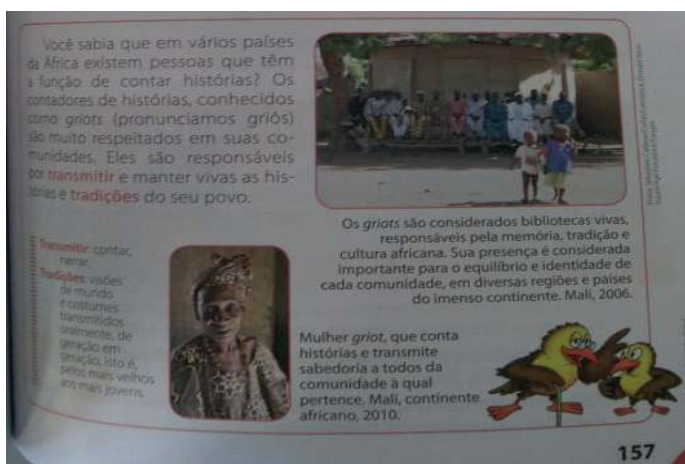 Você sabia que em vários países
da África existem pessoas que têm
a função de contar histórias? Os
contadores de histórias, conhecidos
como griots (pronunciamos griôs)
são muito respeitados em suas co-
munidades. Eles são responsáveis
por transmitir e manter vivas as his-
tórias e tradições do seu povo.
Transmitir: contar,
narrar.
Tradições: visões
de mundo
e costumes
transmitidos
oralmente, de
geração em
geração, isto é,
pelos mais velhos
aos mais jovens.
Os griots são considerados bibliotecas vivas,
responsáveis pela memória, tradição e
cultura africana. Sua presença é considerada
importante para o equilíbrio e identidade de
cada comunidade, em diversas regiões e países
do imenso continente. Mali, 2006.
Mulher griot, que conta
histórias e transmite
sabedoria a todos da
comunidade à qual
pertence. Mali, continente
africano, 2010.
157